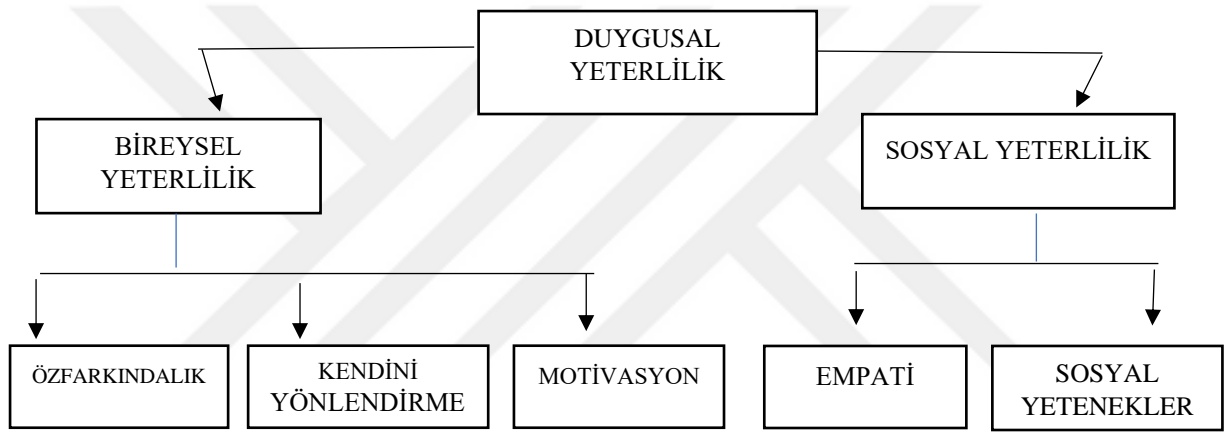 DUYGUSAL
YETERLİLİK
BİREYSEL
YETERLİLİK
SOSYAL YETERLİLİK
ÖZFARKINDALIK
KENDİNİ
YÖNLENDİRME
MOTİVASYON
EMPATİ
SOSYAL
YETENEKLER